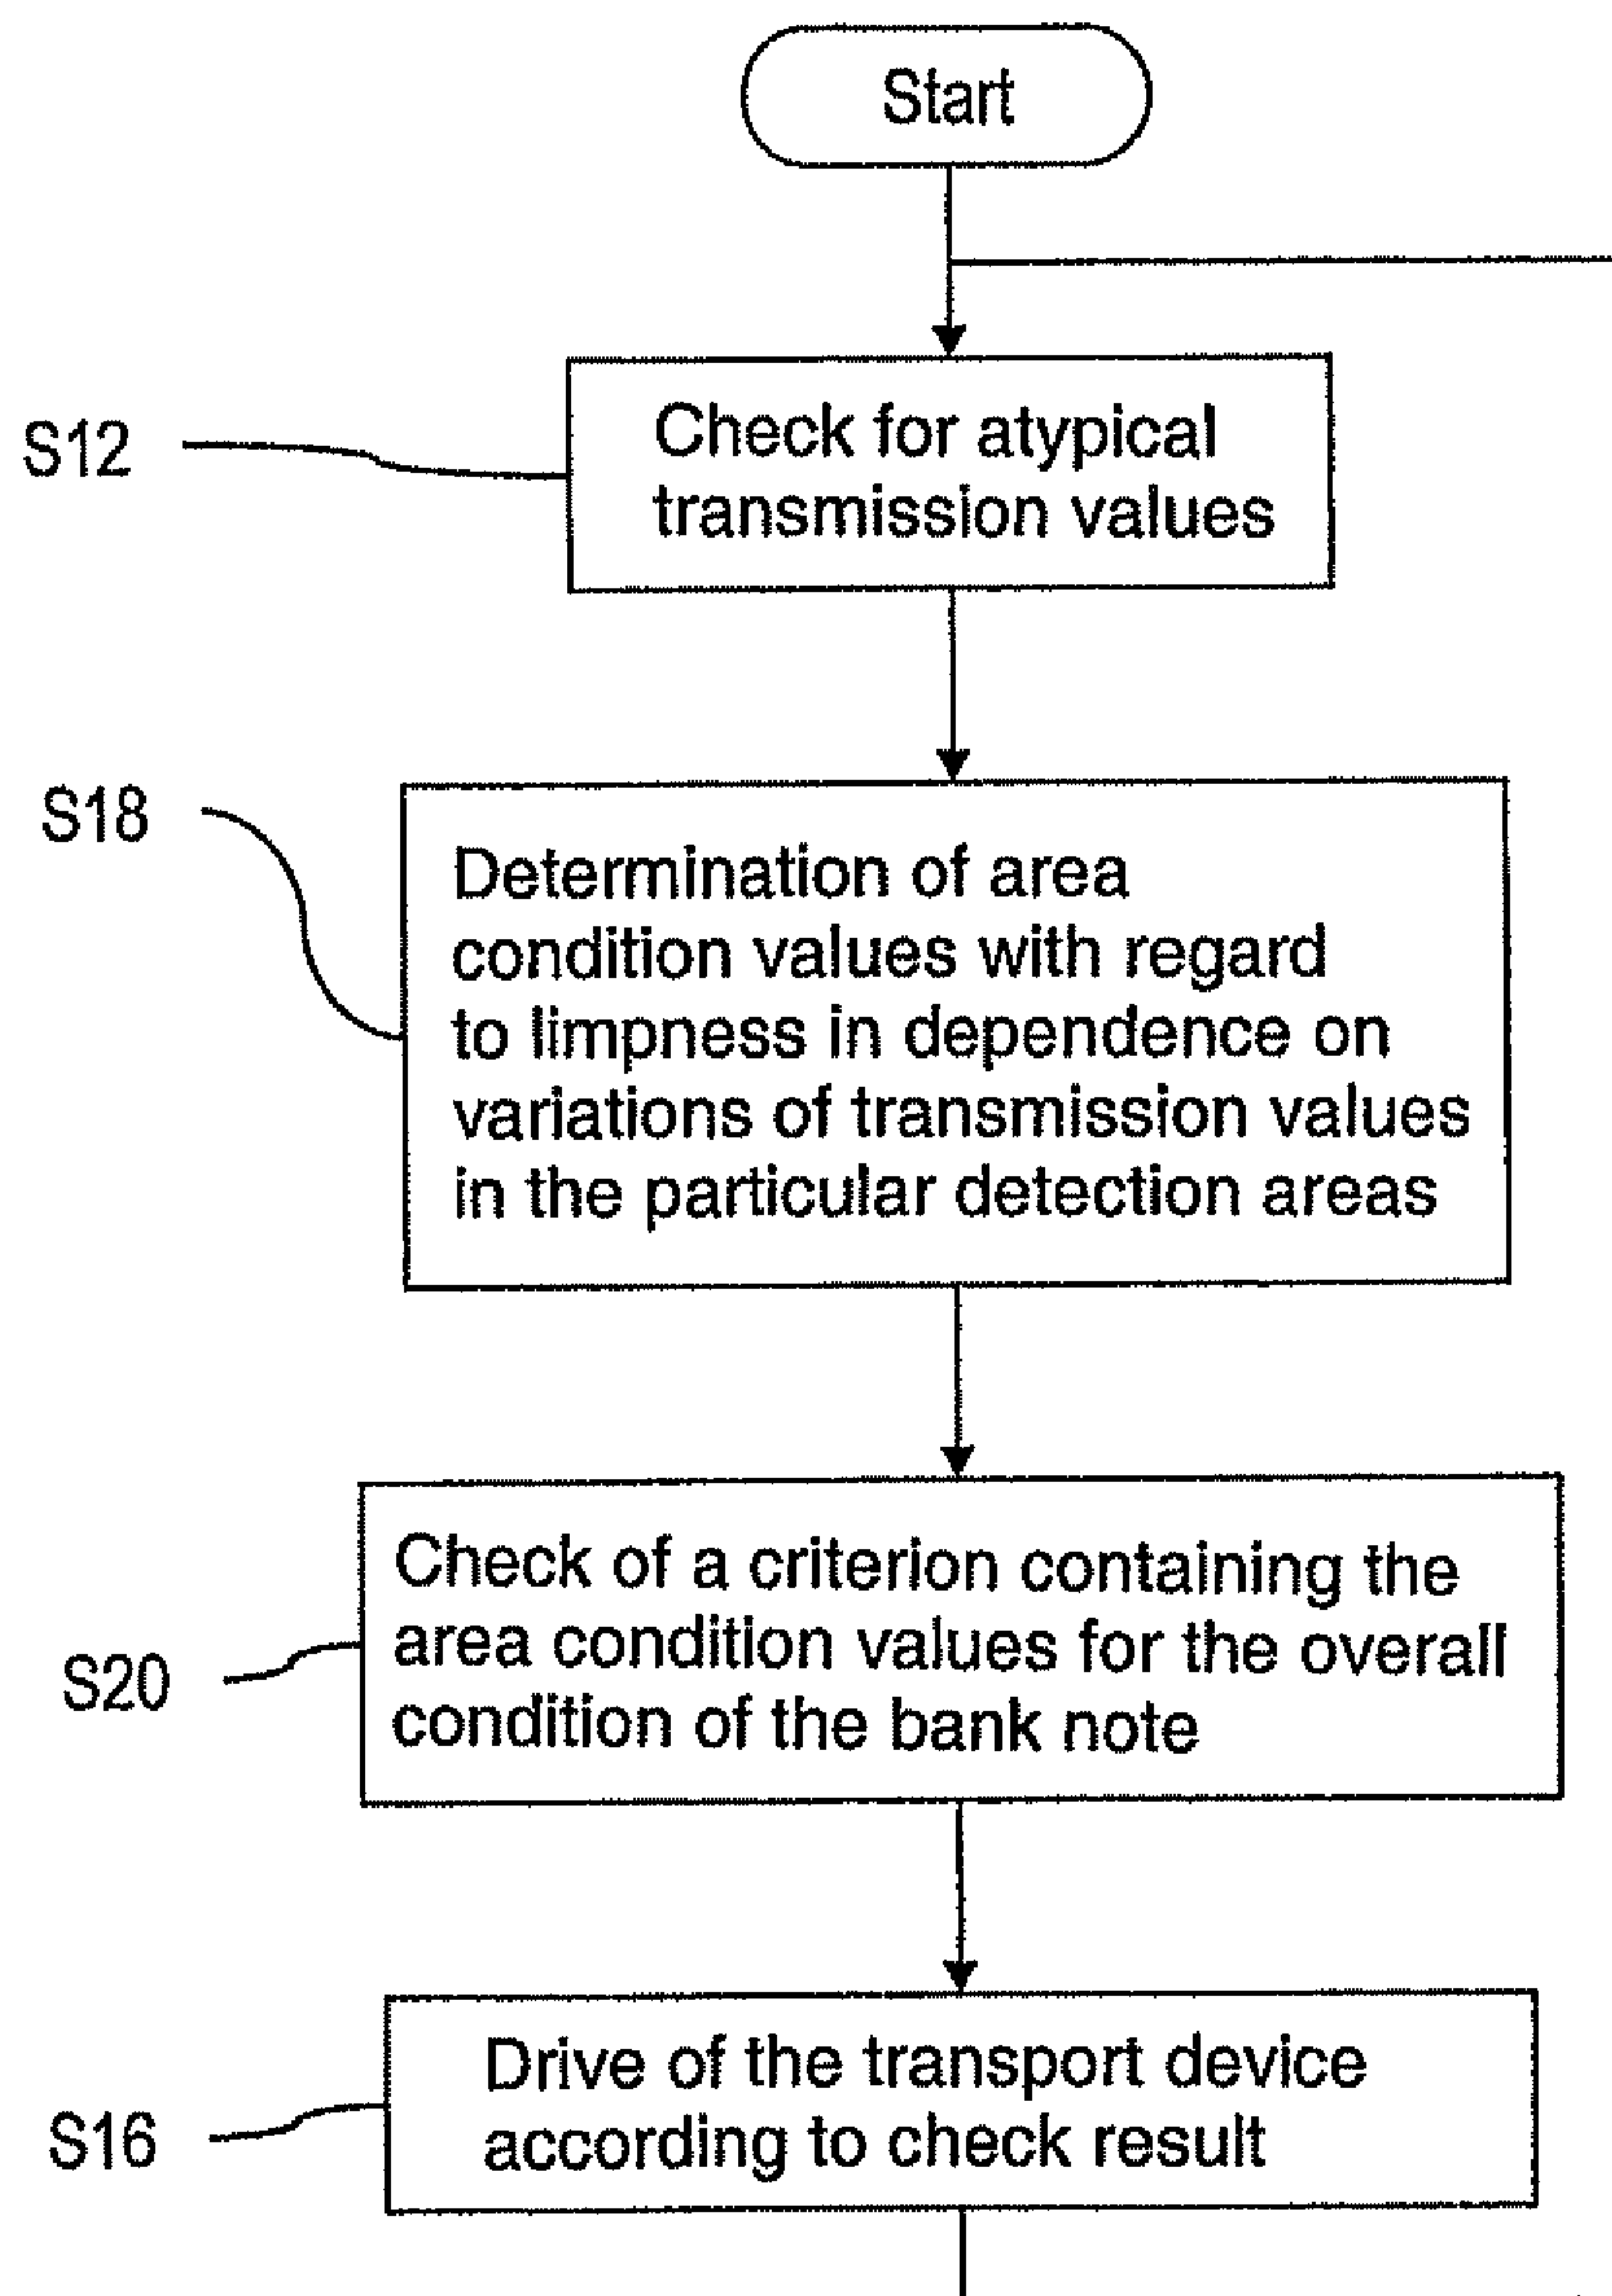 Start
S12
Check for atypical
transmission values
S18
Determination of area
condition values with regard
to limpness in dependence on
variations of transmission values
in the particular detection areas
S20
Check of a criterion containing the
area condition values for the overall
condition of the bank note
S16
Drive of the transport device
according to check result